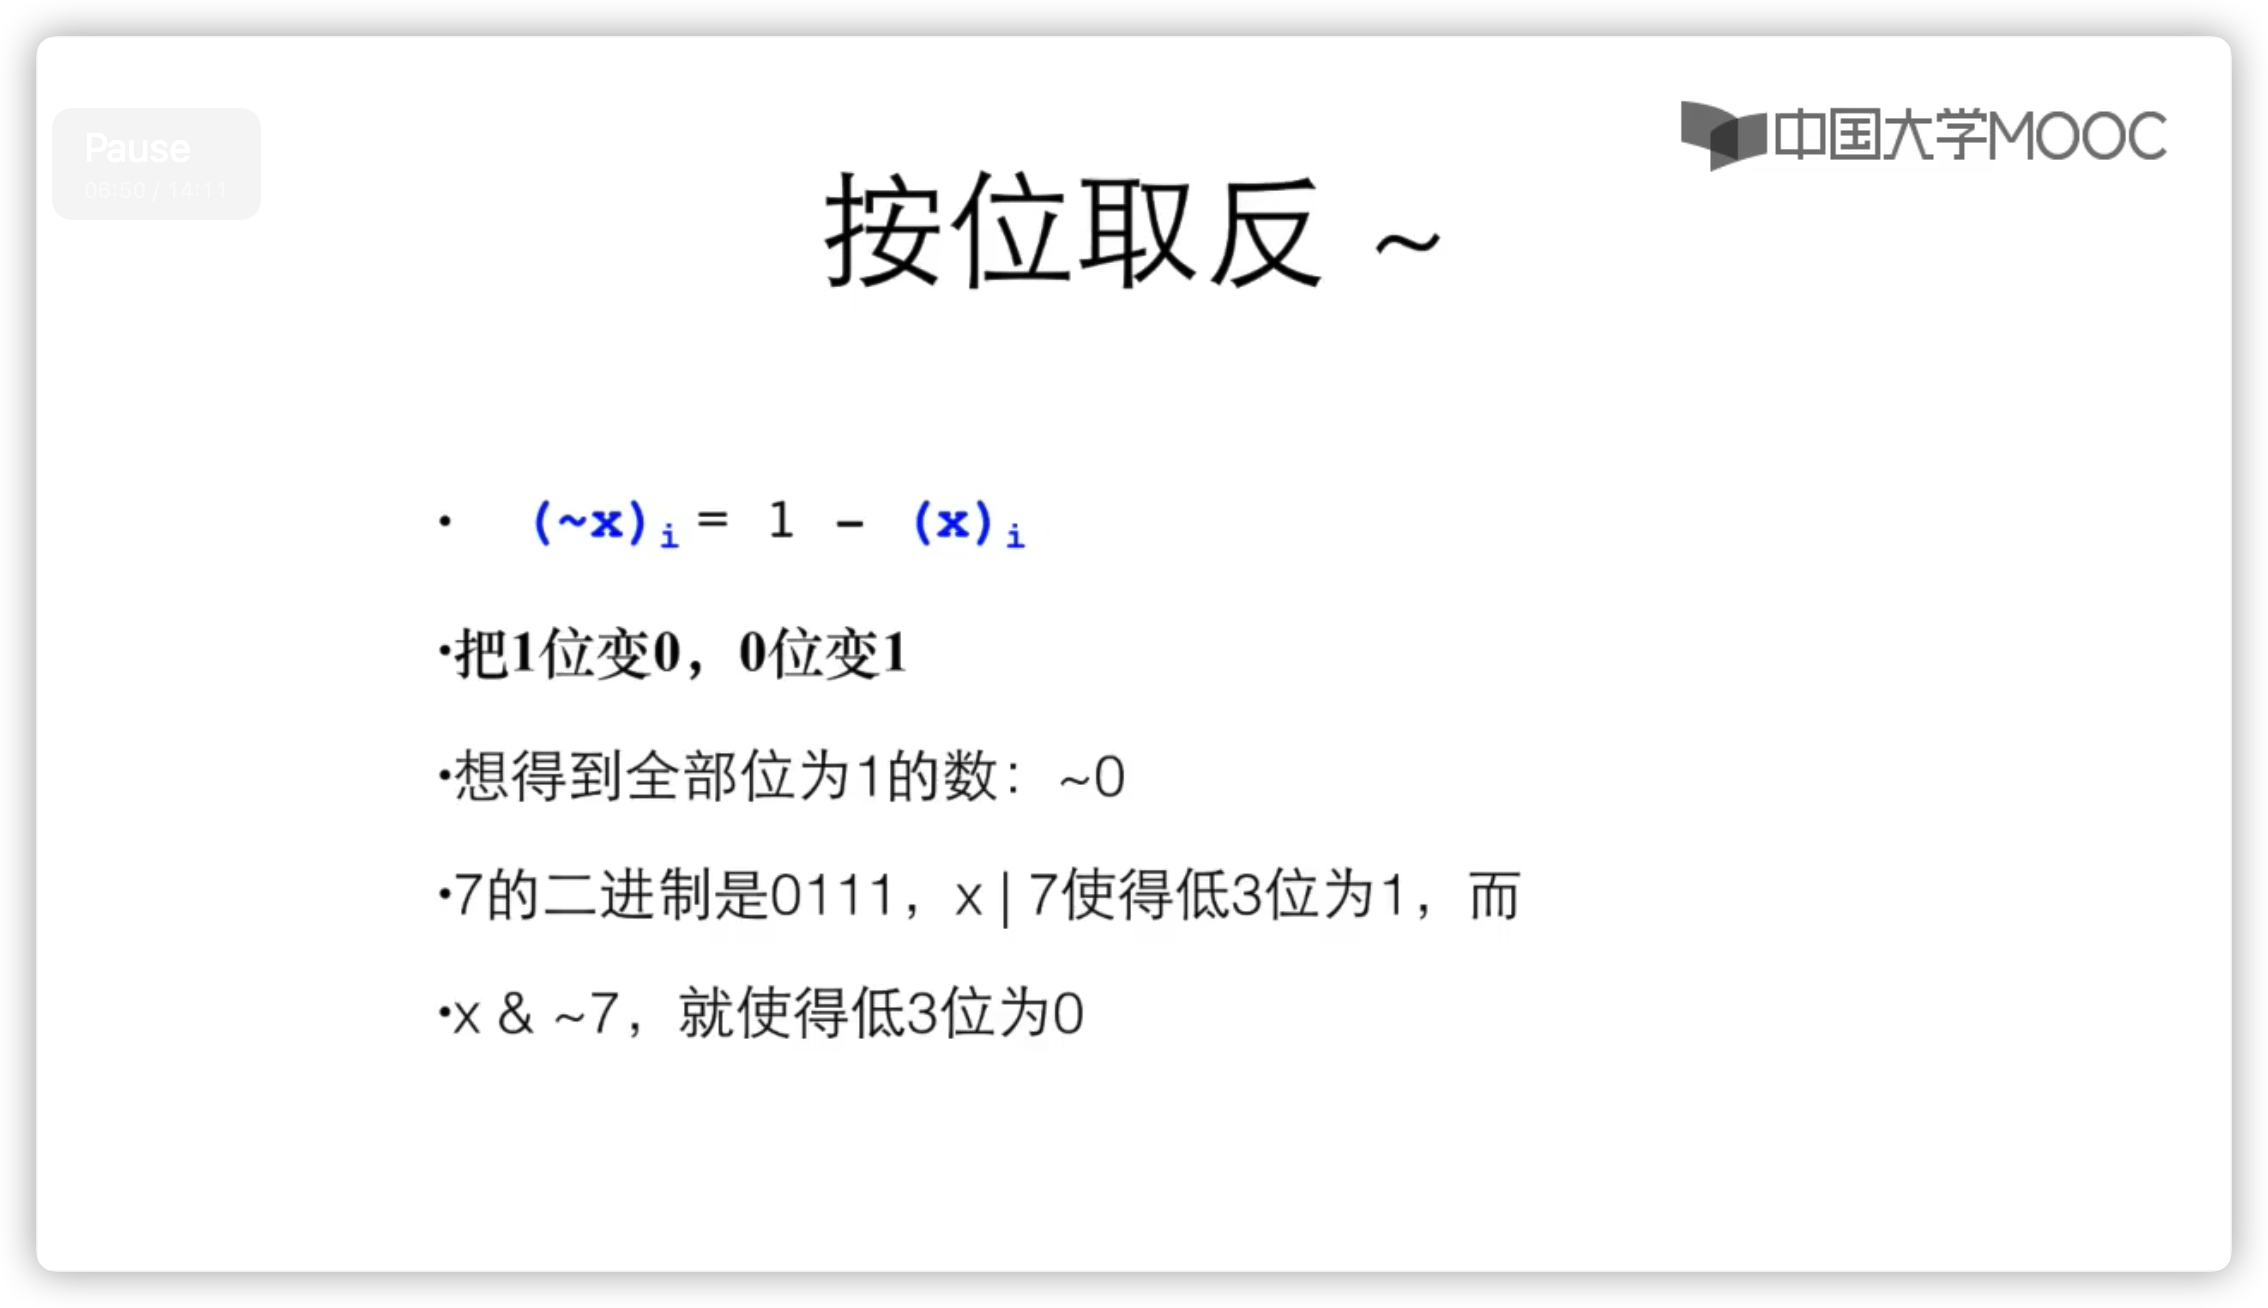 Pause
06:50 / 14:11
中国大学MOOC
按位取反 ~
• (~x)i = 1 - (x)i
•把1位变0，0位变1
•想得到全部位为1的数：~0
•7的二进制是0111，x | 7使得低3位为1，而
•x & ~7，就使得低3位为0